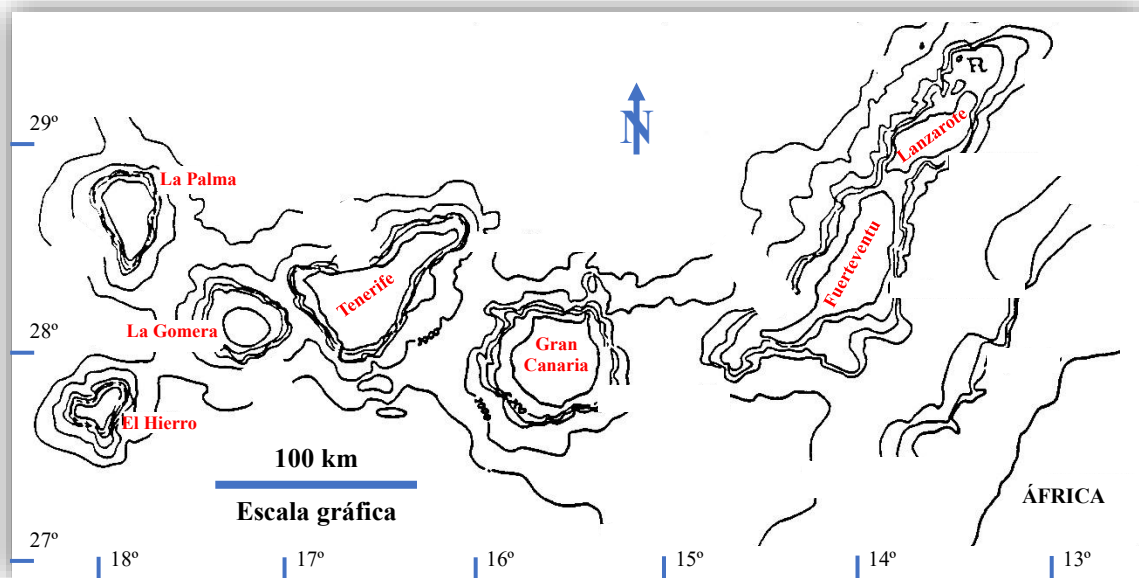 29º
N
Lanzarote
La Palma
Tenerife
Fuerteventu
28º
La Gomera
Gran
Canaria
El Hierro
100 km
Escala gráfica
ÁFRICA
27º
18º
17º
16º
15º
14º
13º